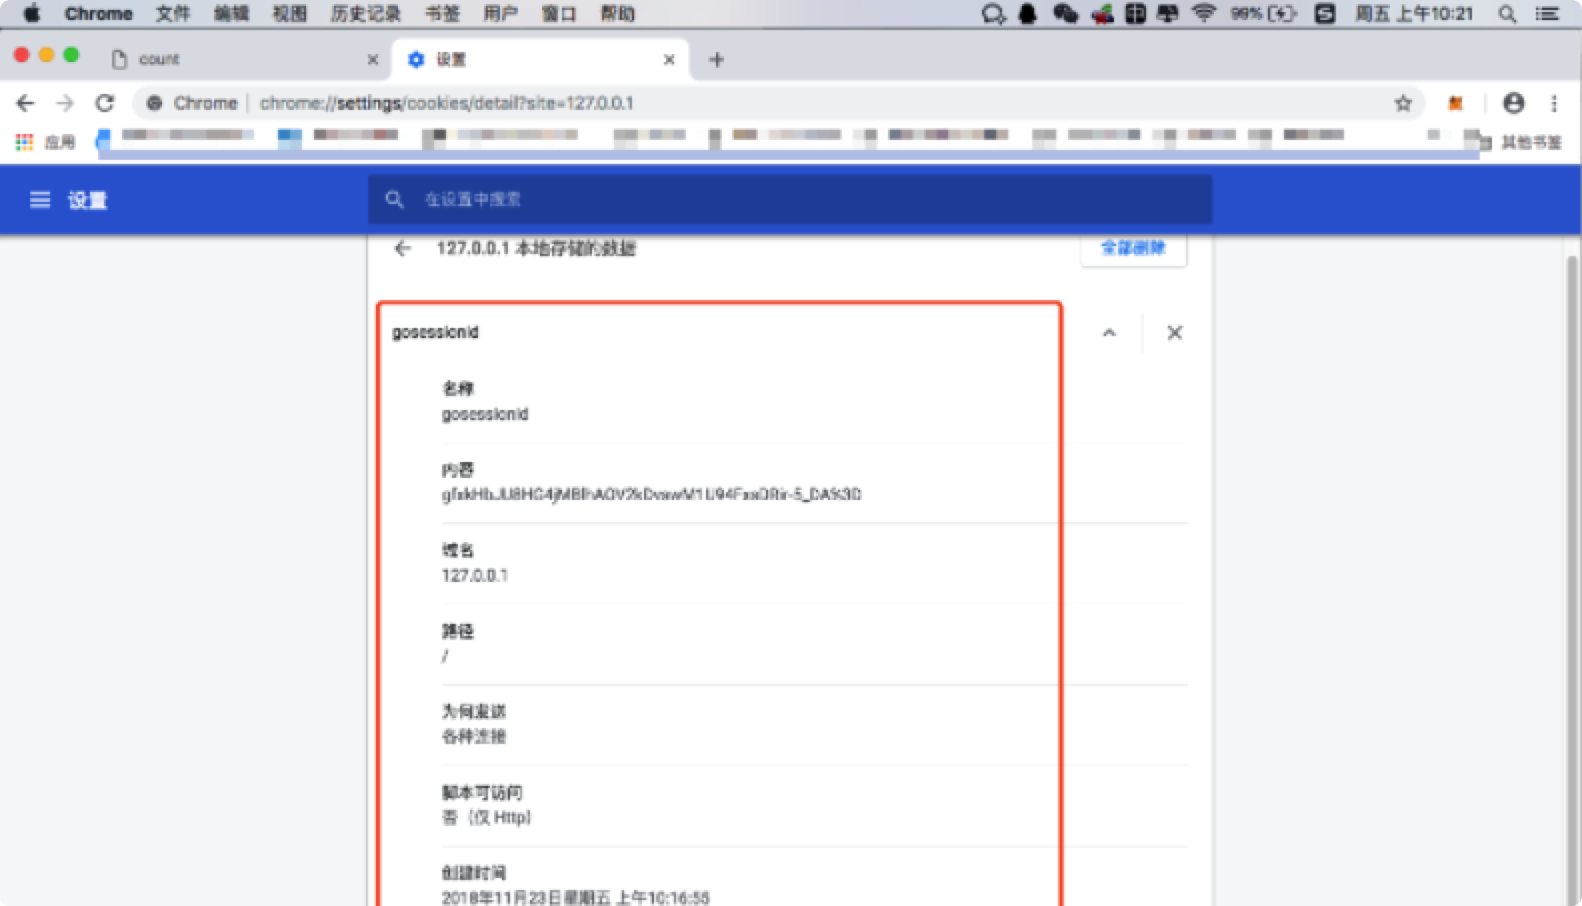 Chrome 文件 编辑 视图 历史记录 书签 用户 窗口 帮助 99% 周五 上午10:21
count 设置
Chrome chrome://settings/cookies/detail?site=127.0.0.1
应用 其他书签
设置 在设置中搜索
127.0.0.1 本地存储的数据 全部删除
gosessionid
名称
gosessionid
内容
域名
127.0.0.1
路径
/
为何发送
各种连接
脚本可访问
否（仅 Http）
创建时间
2018年11月23日星期五 上午10:16:55